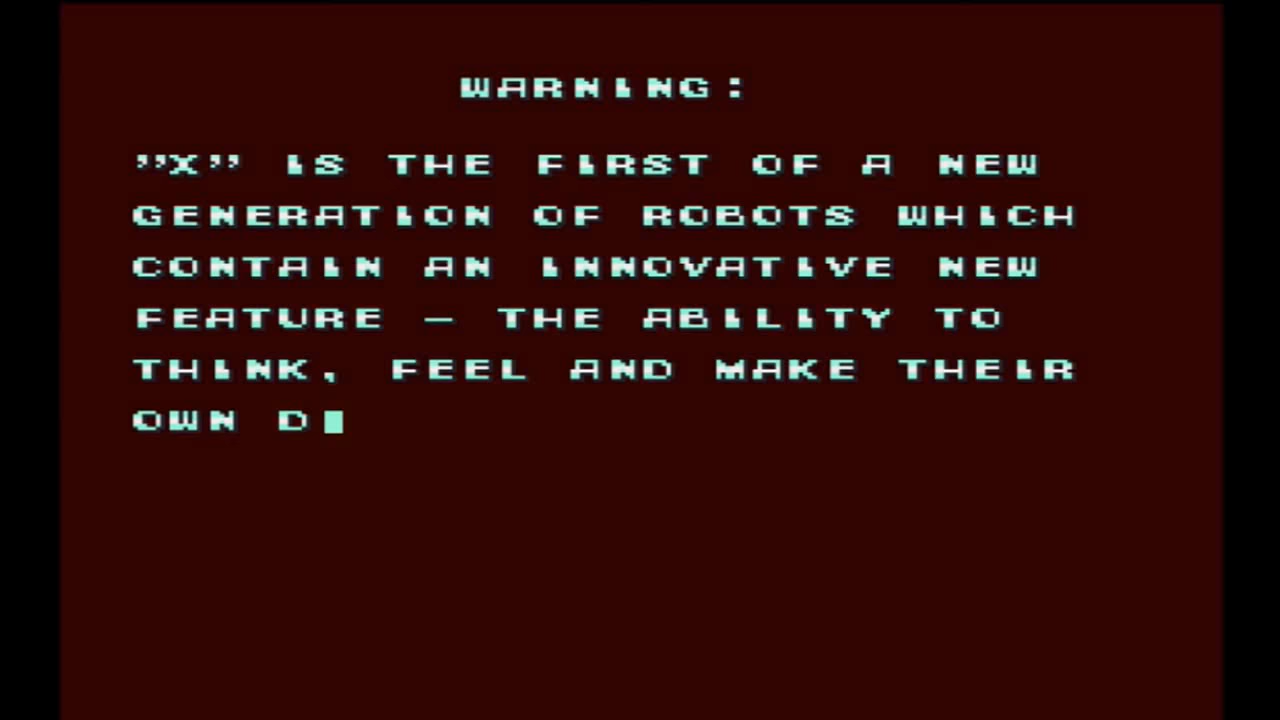 WARNING:
"X" IS THE FIRST OF A NEW
GENERATION OF ROBOTS WHICH
CONTAIN AN INNOVATIVE NEW
FEATURE – THE ABILITY TO
THINK, FEEL AND MAKE THEIR
OWN D